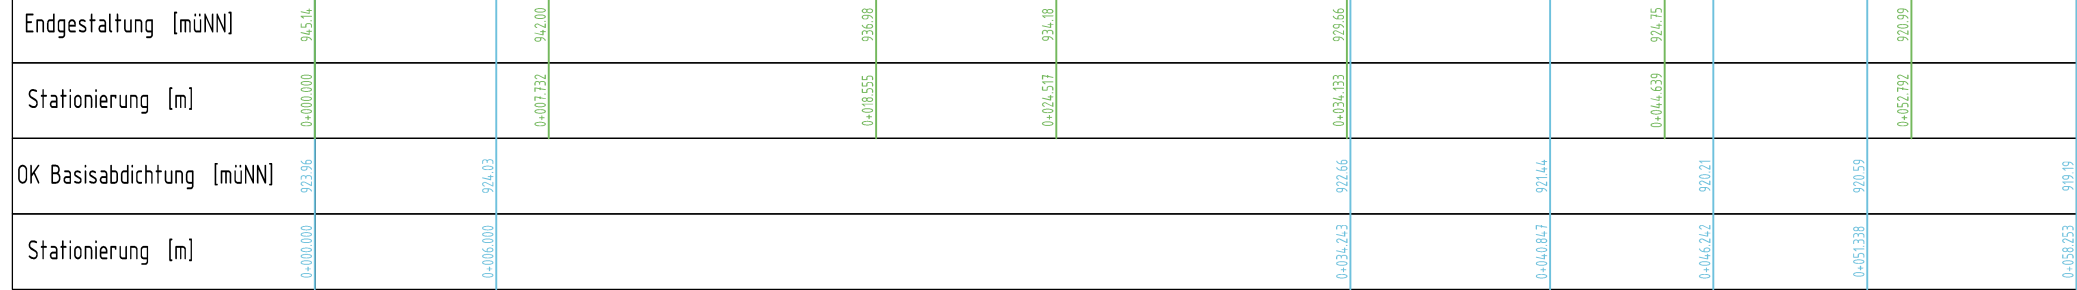 Endgestaltung [müNN] 945.14 942.00 936.98 934.18 929.66 924.75 920.99
Stationierung [m] 0+000.000 0+007.732 0+018.555 0+024.517 0+034.133 0+044.639 0+052.792
OK Basisabdichtung [müNN] 923.96 924.03 922.66 921.44 920.21 920.59 919.19
Stationierung [m] 0+000.000 0+006.000 0+034.243 0+040.847 0+046.242 0+051.338 0+058.253